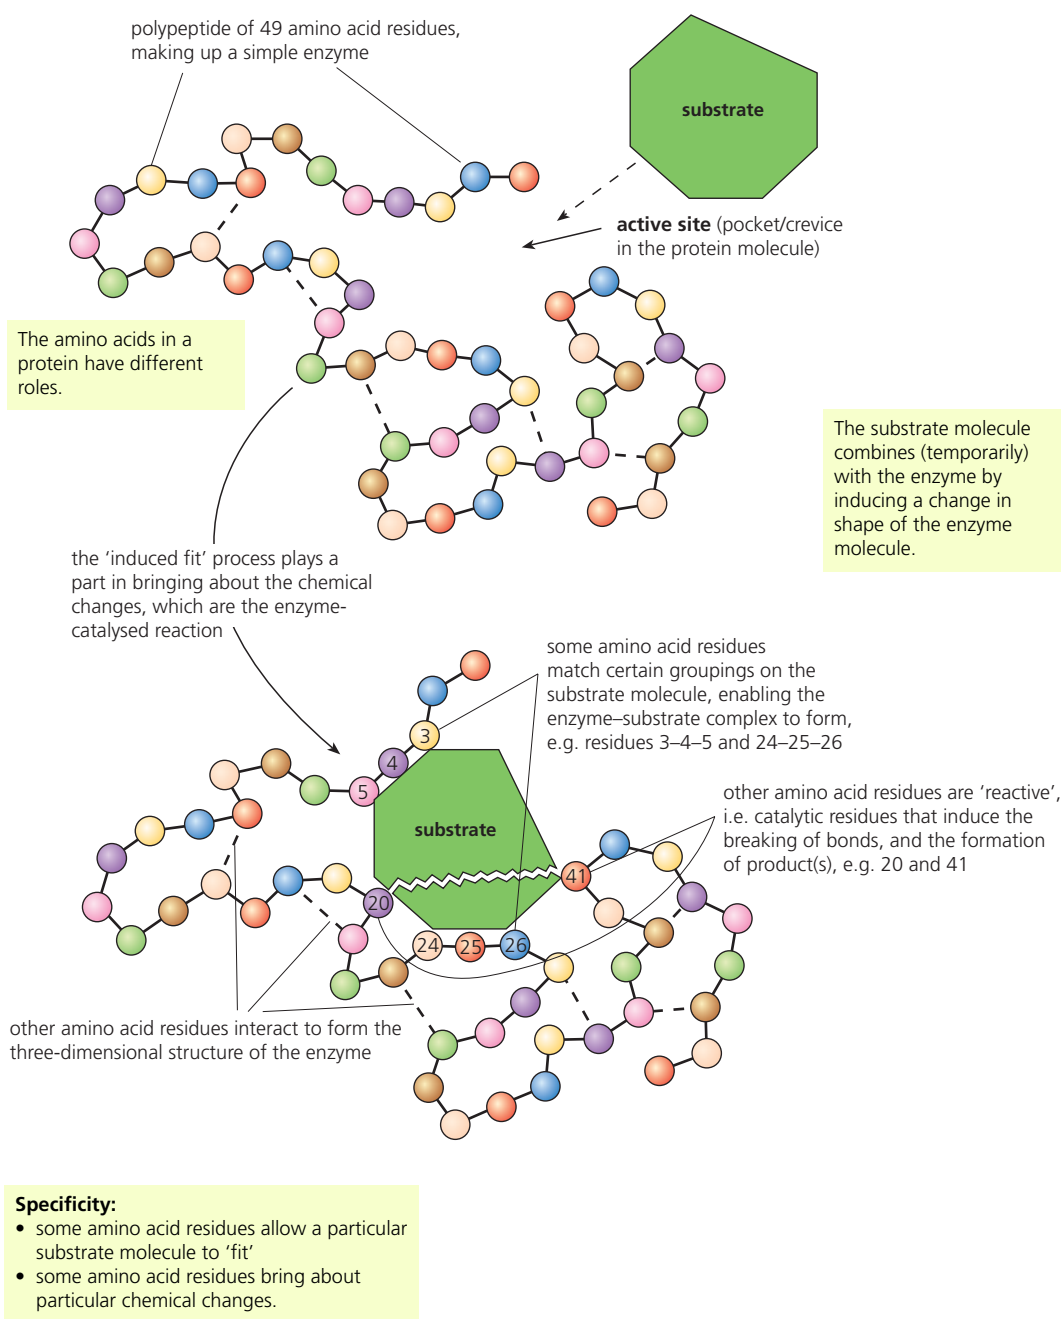 polypeptide of 49 amino acid residues,
making up a simple enzyme
substrate
active site (pocket/crevice
in the protein molecule)
The amino acids in a
protein have different
roles.
The substrate molecule
combines (temporarily)
with the enzyme by
inducing a change in
shape of the enzyme
molecule.
the ‘induced fit’ process plays a
part in bringing about the chemical
changes, which are the enzyme-
catalysed reaction
some amino acid residues
match certain groupings on the
substrate molecule, enabling the
enzyme–substrate complex to form,
e.g. residues 3–4–5 and 24–25–26
3
4
5
other amino acid residues are ‘reactive’,
i.e. catalytic residues that induce the
breaking of bonds, and the formation
of product(s), e.g. 20 and 41
substrate
41
20
24
25
26
other amino acid residues interact to form the
three-dimensional structure of the enzyme
Specificity:
• some amino acid residues allow a particular
substrate molecule to ‘fit’
• some amino acid residues bring about
particular chemical changes.